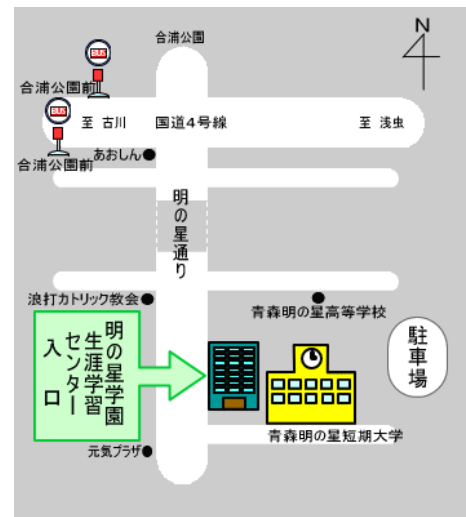 合浦公園
N
BUS
合浦公園前
BUS
至 古川
国道4号線
至 浅虫
合浦公園前
あおしん●
明の星通り
浪打カトリック教会●
青森明の星高等学校
明の星学園
生涯学習
センター
入口
駐車場
青森明の星短期大学
元気プラザ●